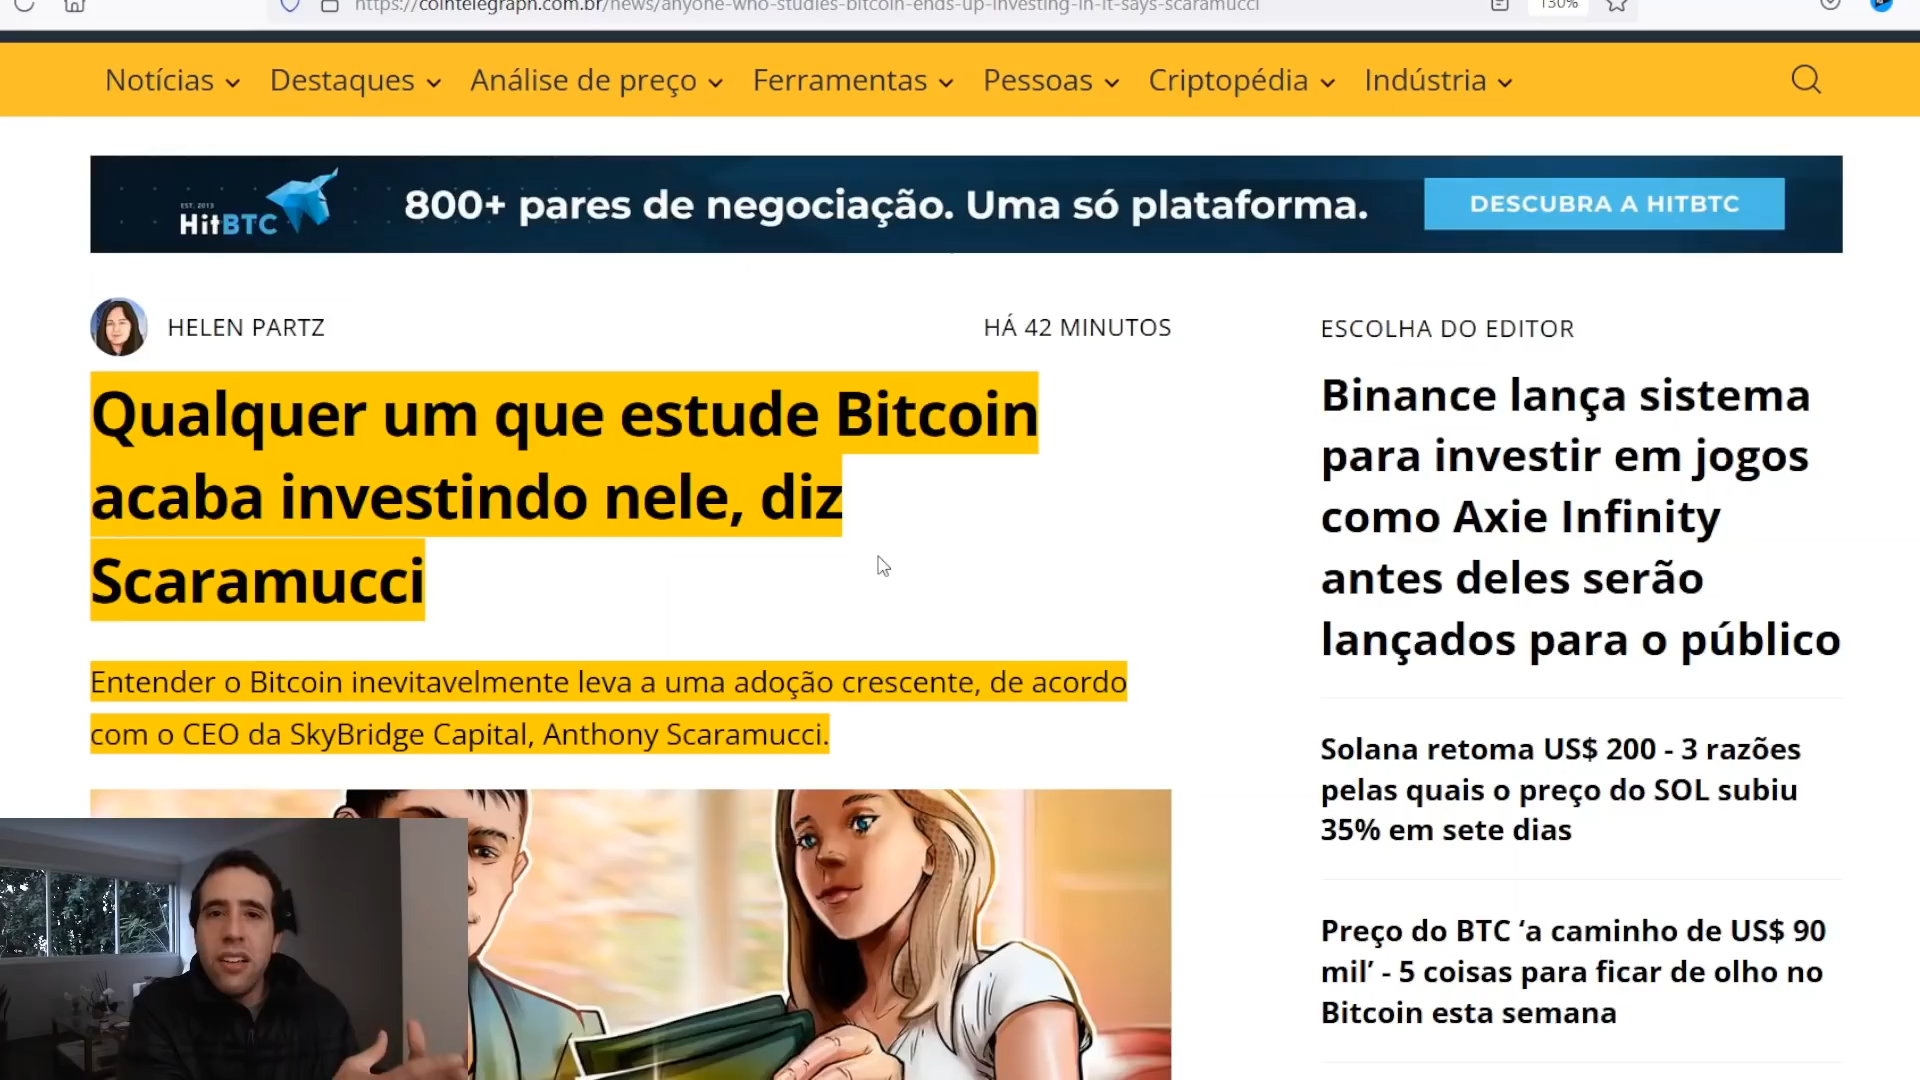 https://cointelegraph.com.br/news/anyone-who-studies-bitcoin-ends-up-investing-in-it-says-scaramucci
130%
Notícias
Destaques
Análise de preço
Ferramentas
Pessoas
Criptopédia
Indústria
EST. 2013
HitBTC
800+ pares de negociação. Uma só plataforma.
DESCUBRA A HITBTC
HELEN PARTZ
HÁ 42 MINUTOS
Qualquer um que estude Bitcoin
acaba investindo nele, diz
Scaramucci
Entender o Bitcoin inevitavelmente leva a uma adoção crescente, de acordo
com o CEO da SkyBridge Capital, Anthony Scaramucci.
ESCOLHA DO EDITOR
Binance lança sistema
para investir em jogos
como Axie Infinity
antes deles serão
lançados para o público
Solana retoma US$ 200 - 3 razões
pelas quais o preço do SOL subiu
35% em sete dias
Preço do BTC ‘a caminho de US$ 90
mil’ - 5 coisas para ficar de olho no
Bitcoin esta semana